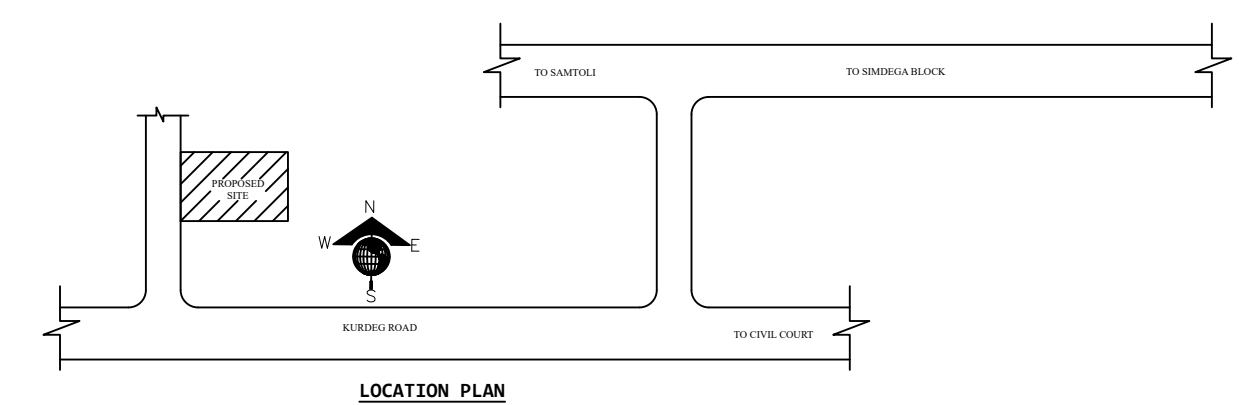 TO SAMTOLI
TO SIMDEGA BLOCK
PROPOSED
SITE
N
W
E
S
KURDEG ROAD
TO CIVIL COURT
LOCATION PLAN